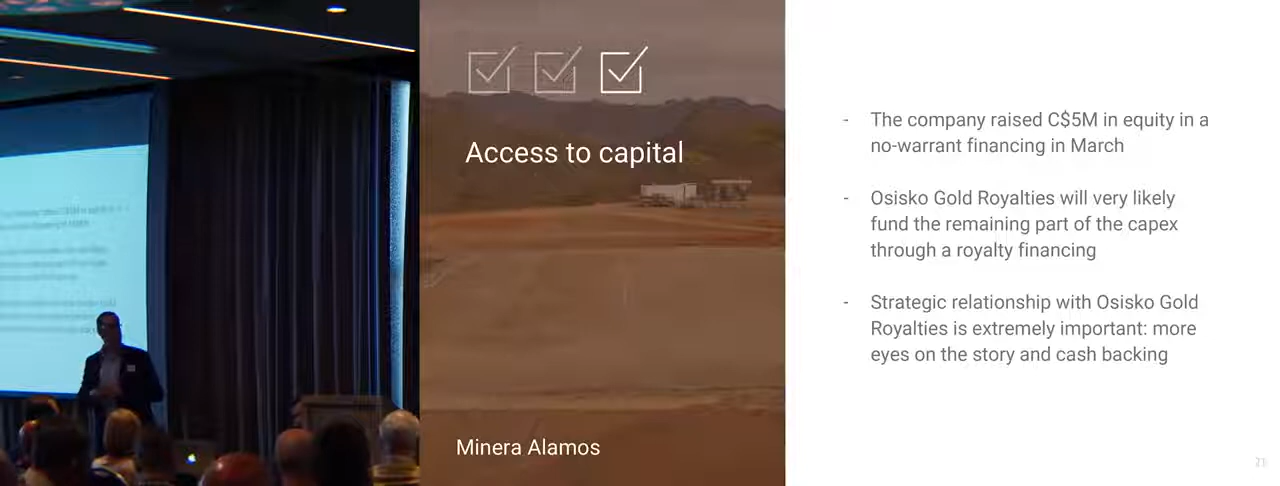 Access to capital
Minera Alamos
- The company raised C$5M in equity in a
no-warrant financing in March
- Osisko Gold Royalties will very likely
fund the remaining part of the capex
through a royalty financing
- Strategic relationship with Osisko Gold
Royalties is extremely important: more
eyes on the story and cash backing
21